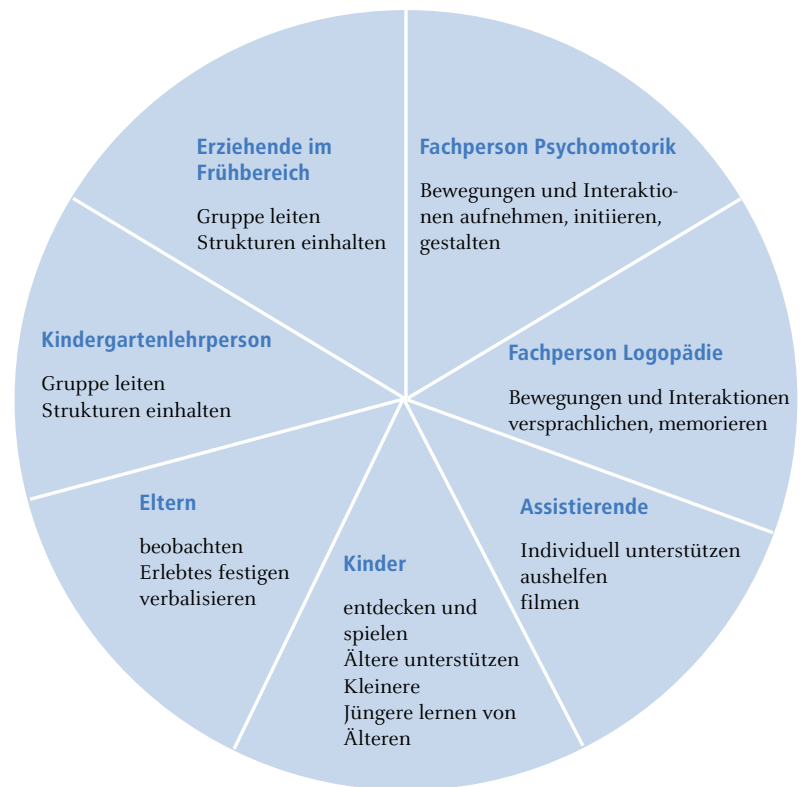 Erziehende im
Frühbereich
Gruppe leiten
Strukturen einhalten
Fachperson Psychomotorik
Bewegungen und Interaktio-
nen aufnehmen, initiieren,
gestalten
Kindergartenlehrperson
Gruppe leiten
Strukturen einhalten
Fachperson Logopädie
Bewegungen und Interaktionen
versprachlichen, memorieren
Eltern
beobachten
Erlebtes festigen
verbalisieren
Kinder
entdecken und
spielen
Ältere unterstützen
Kleinere
Jüngere lernen von
Älteren
Assistierende
Individuell unterstützen
aushelfen
filmen